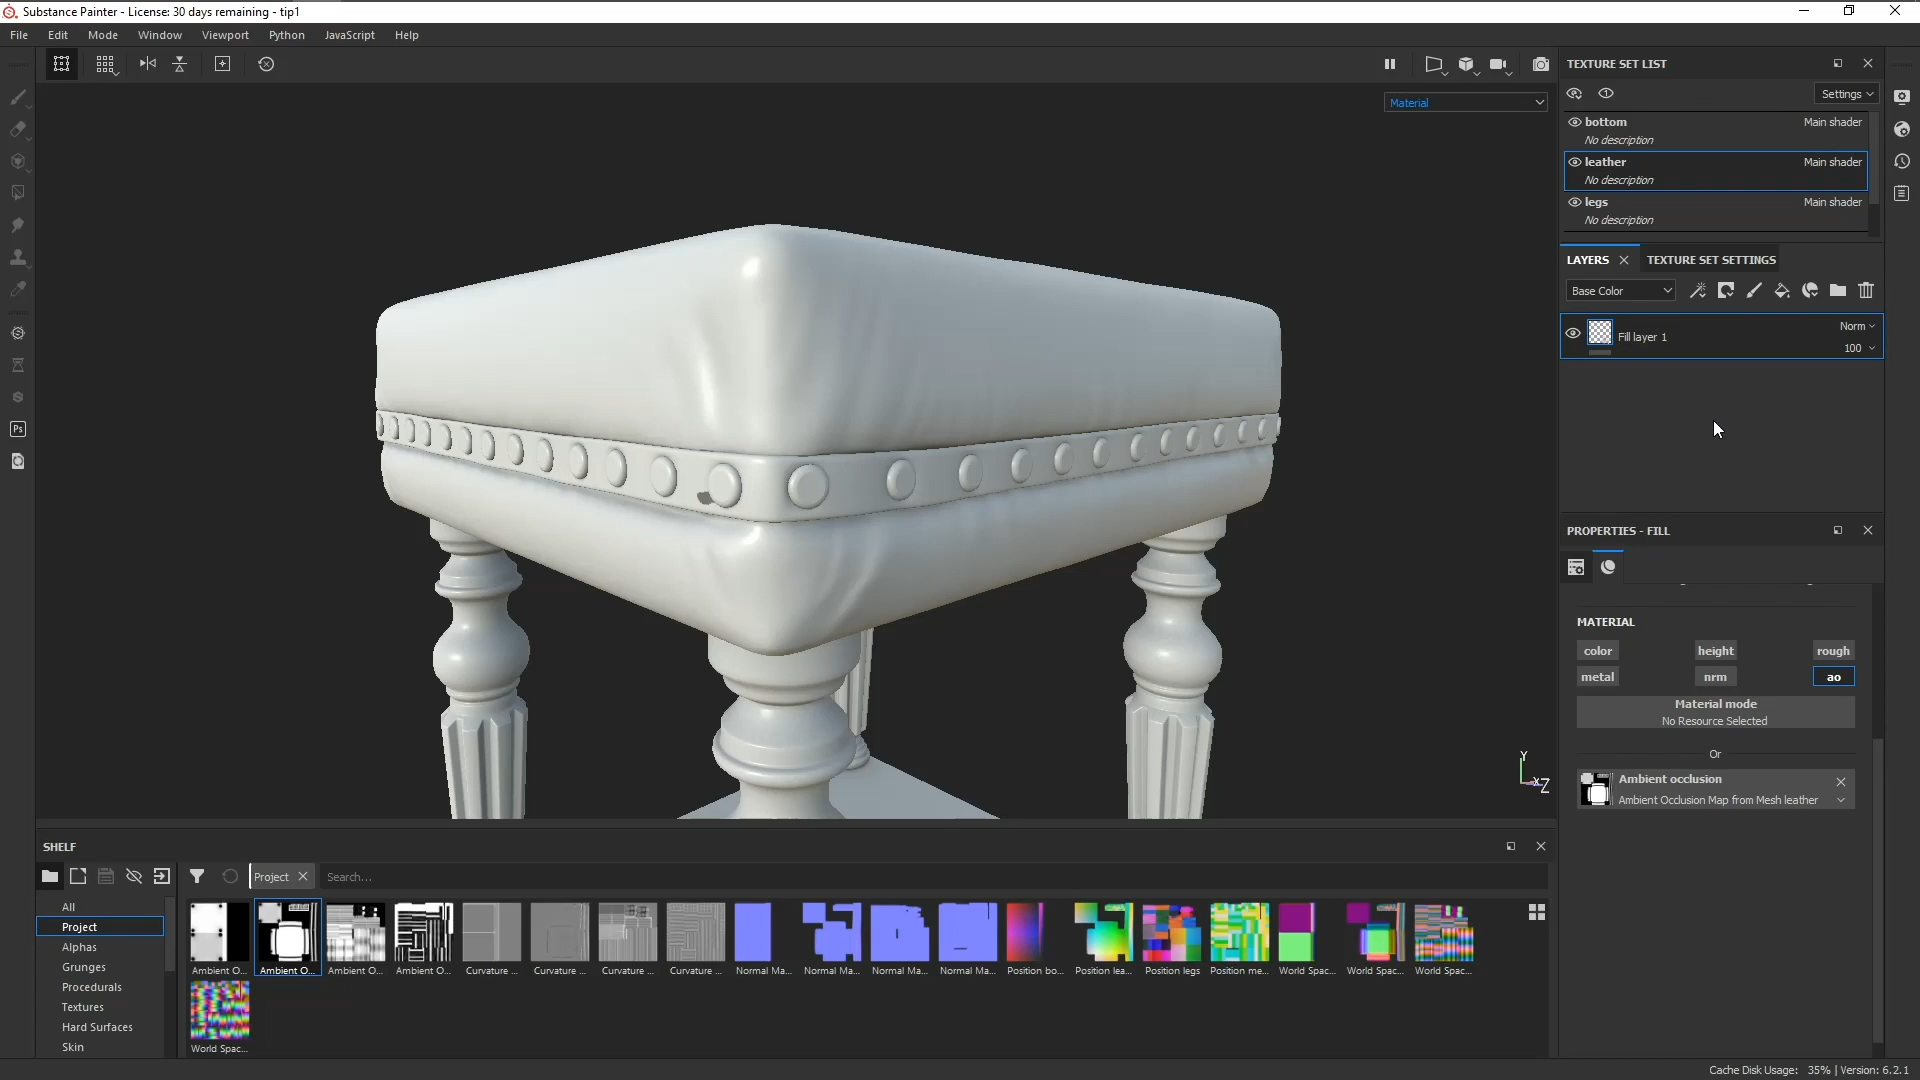 Substance Painter - License: 30 days remaining - tip1
File Edit Mode Window Viewport Python JavaScript Help
Material
TEXTURE SET LIST
Settings
bottom Main shader
No description
leather Main shader
No description
legs Main shader
No description
LAYERS TEXTURE SET SETTINGS
Base Color
Fill layer 1 Norm
100
PROPERTIES - FILL
MATERIAL
color height rough
metal nrm ao
Material mode
No Resource Selected
Or
Ambient occlusion
Ambient Occlusion Map from Mesh leather
Ps
Y
X
Z
SHELF
Project Search...
All
Project
Alphas
Grunges
Procedurals
Textures
Hard Surfaces
Skin
Ambient O... Ambient O... Ambient O... Ambient O... Curvature ... Curvature ... Curvature ... Curvature ... Normal Ma... Normal Ma... Normal Ma... Normal Ma... Position bo... Position lea... Position legs Position me... World Spac... World Spac... World Spac...
World Spac...
Cache Disk Usage: 35% | Version: 6.2.1